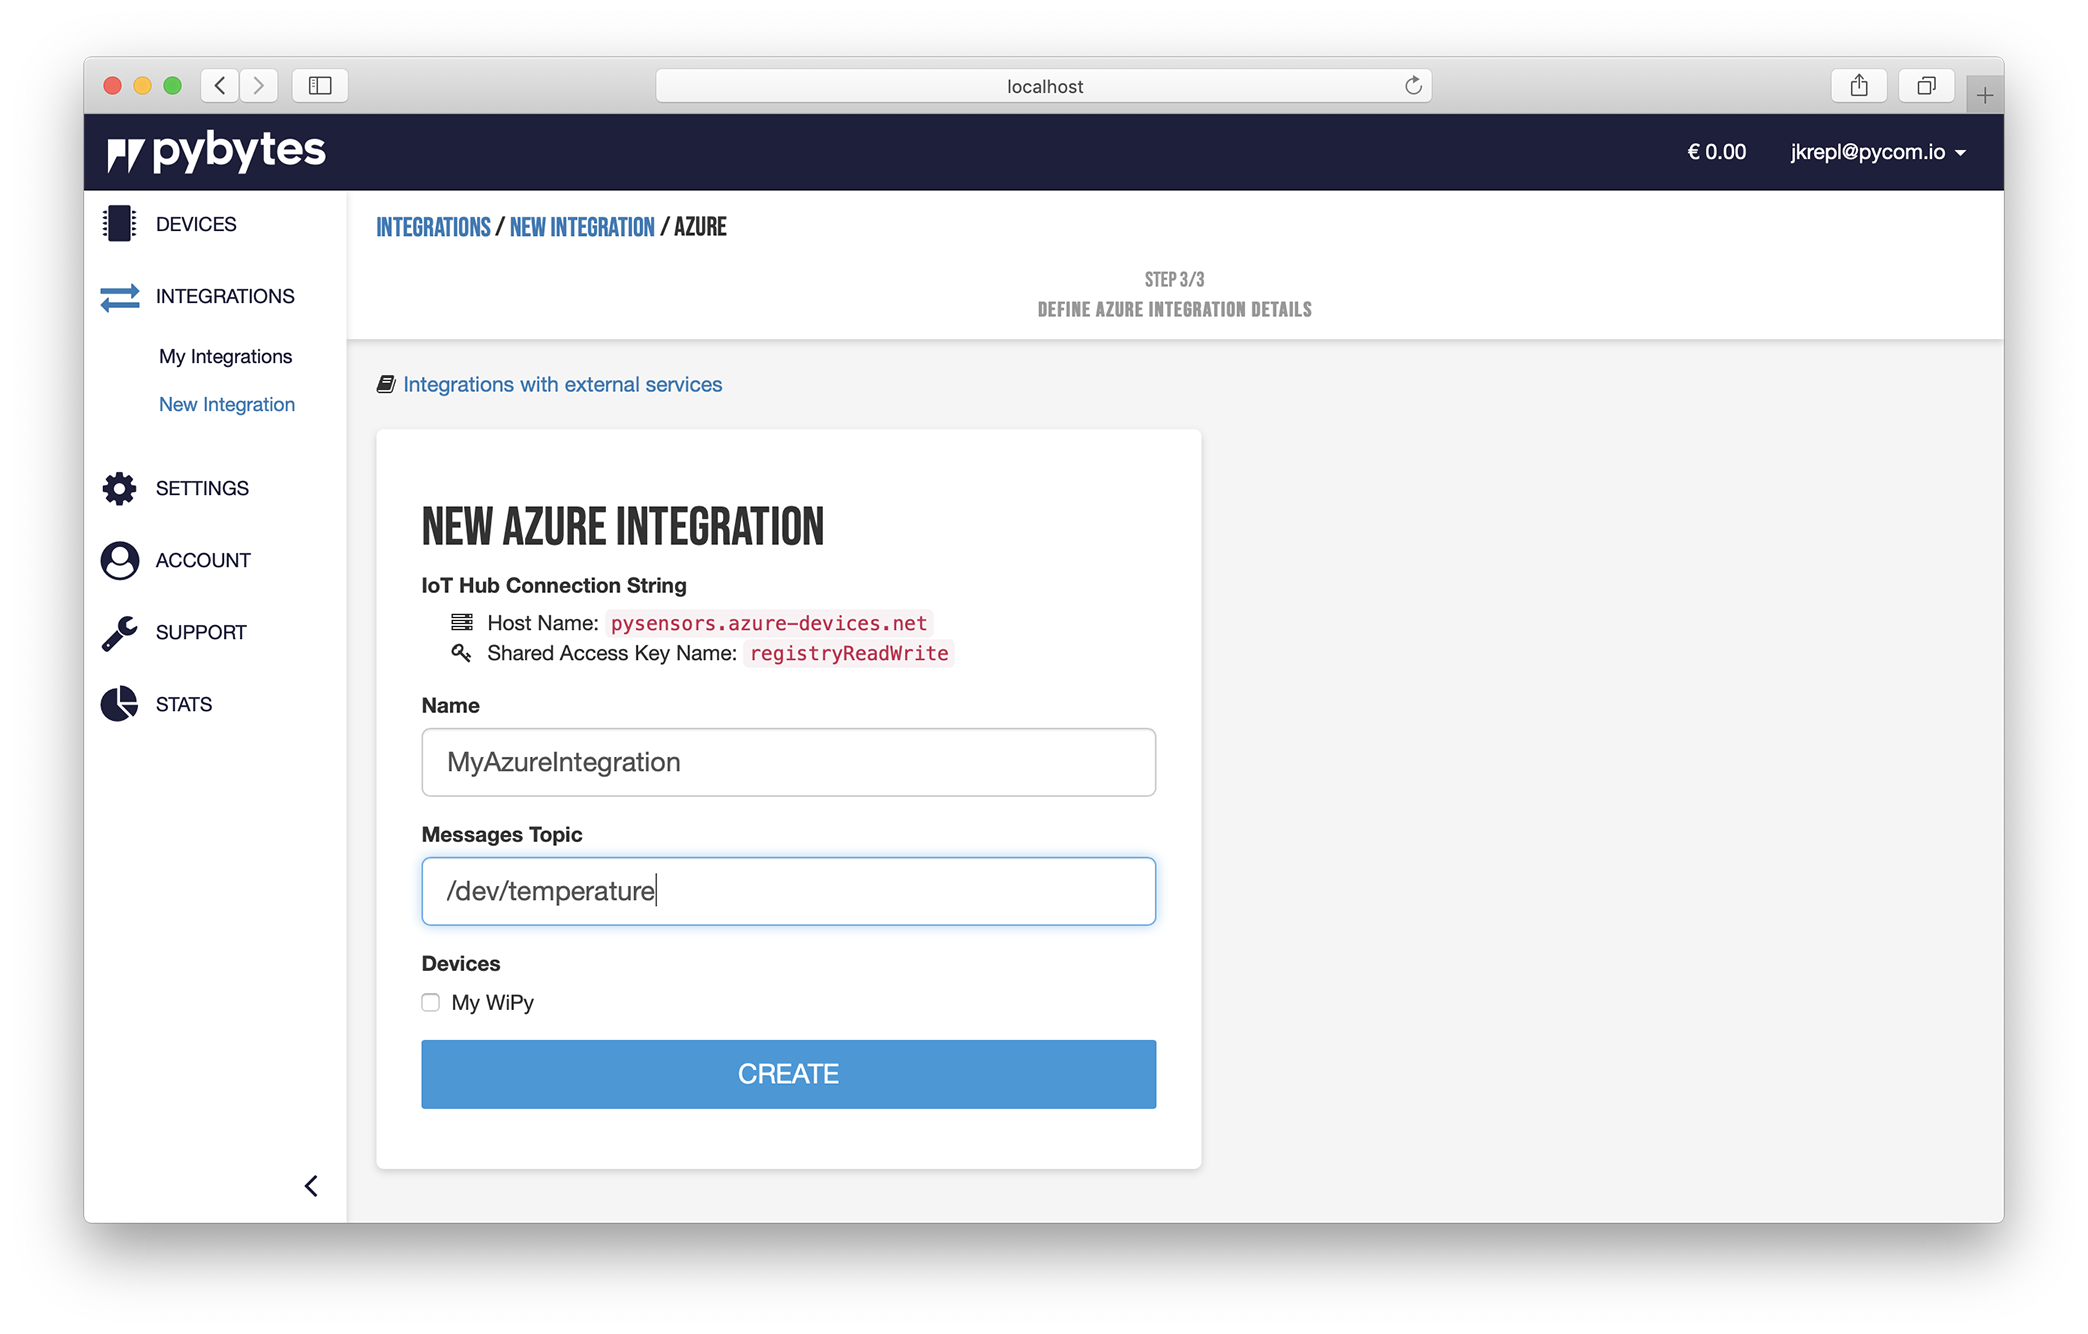 localhost
pybytes
€ 0.00
jkrepl@pycom.io
DEVICES
INTEGRATIONS
My Integrations
New Integration
SETTINGS
ACCOUNT
SUPPORT
STATS
INTEGRATIONS / NEW INTEGRATION / AZURE
STEP 3/3
DEFINE AZURE INTEGRATION DETAILS
Integrations with external services
NEW AZURE INTEGRATION
IoT Hub Connection String
Host Name: pysensors.azure-devices.net
Shared Access Key Name: registryReadWrite
Name
MyAzureIntegration
Messages Topic
/dev/temperature
Devices
My WiPy
CREATE